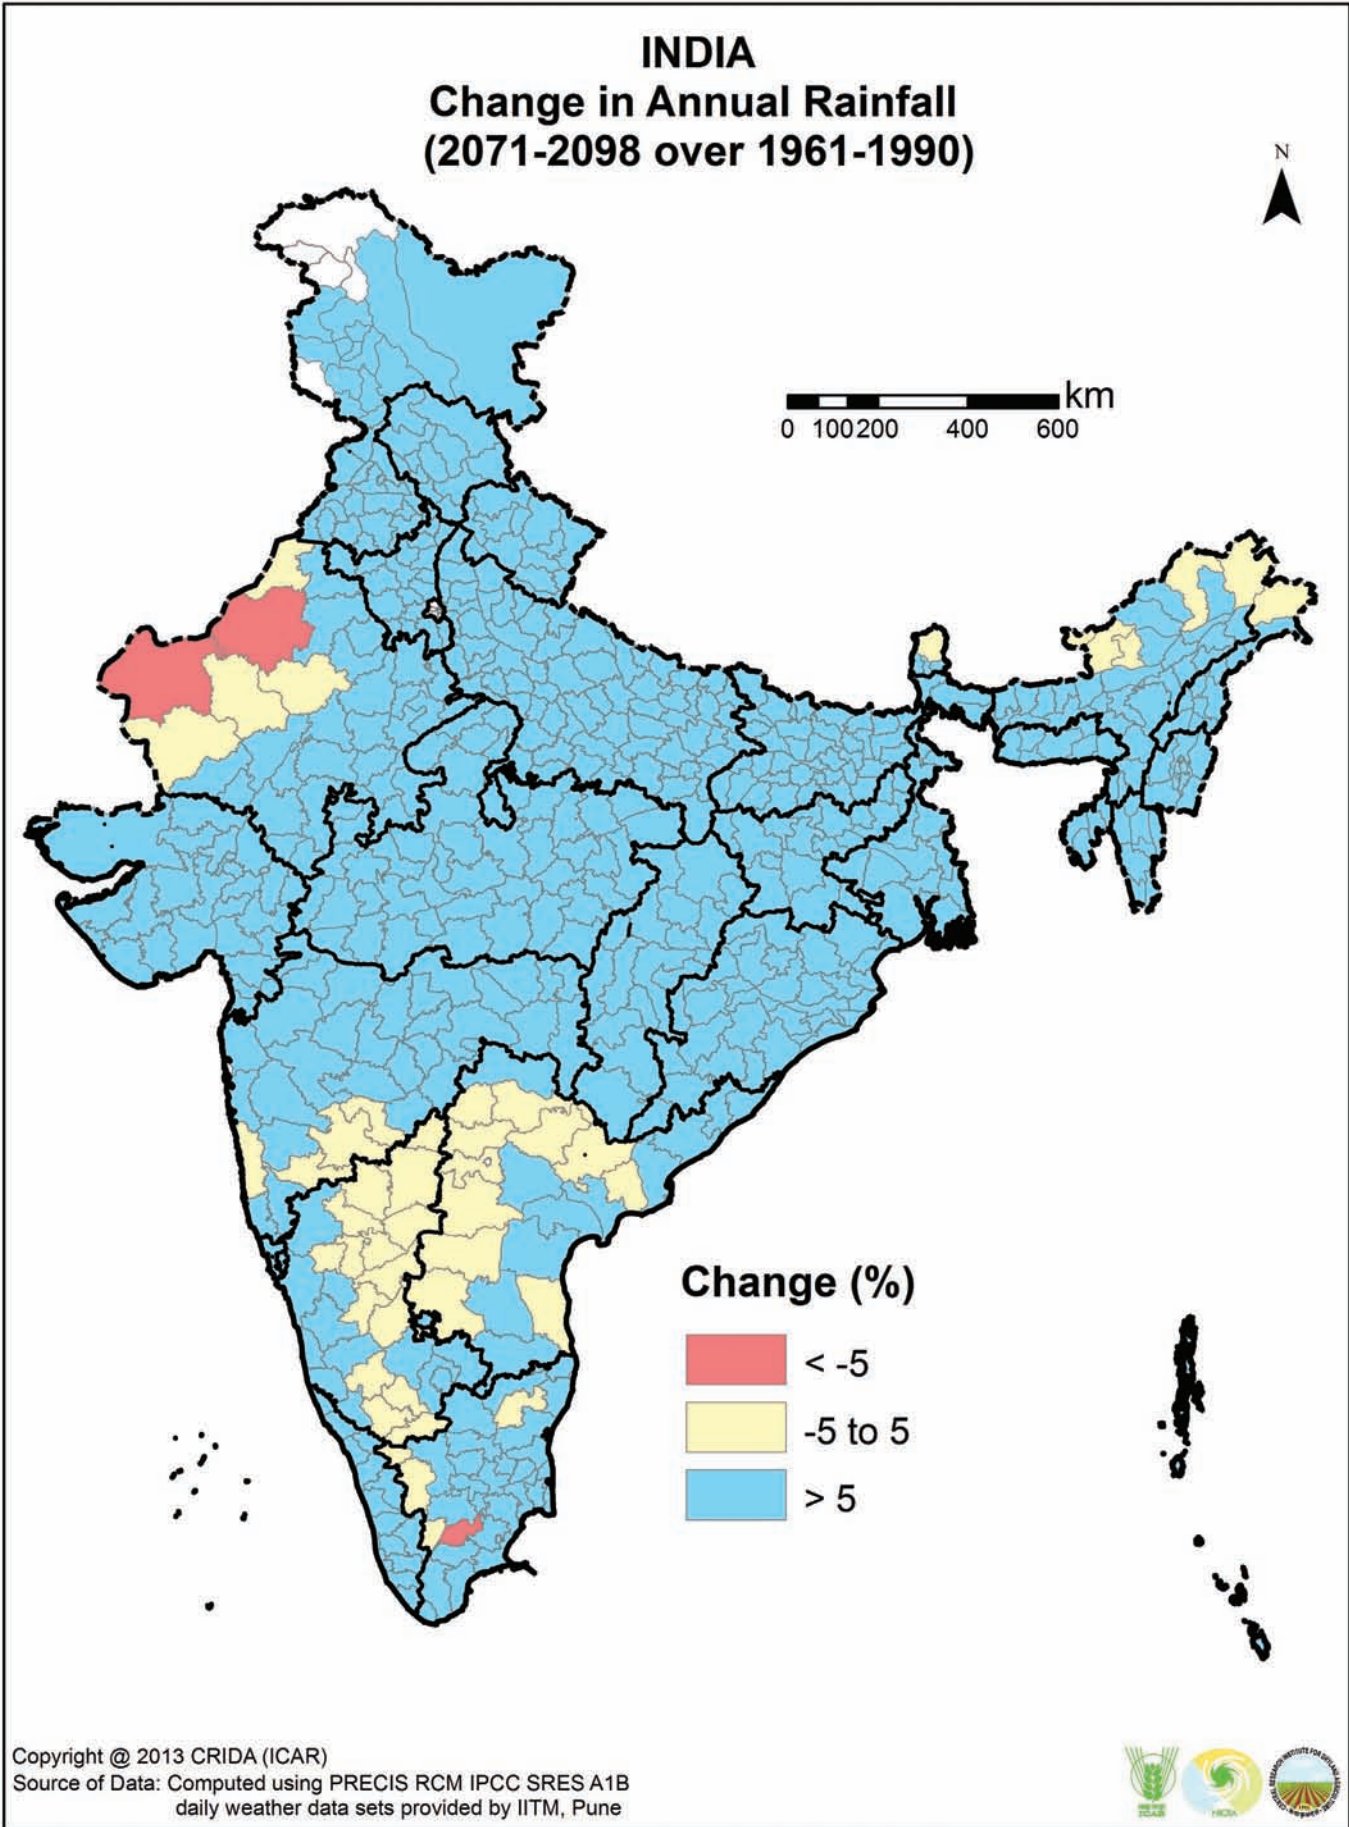 INDIA
Change in Annual Rainfall
(2071-2098 over 1961-1990)
N
km
0 100 200 400 600
Change (%)
< -5
-5 to 5
> 5
Copyright @ 2013 CRIDA (ICAR)
Source of Data: Computed using PRECIS RCM IPCC SRES A1B
daily weather data sets provided by IITM, Pune